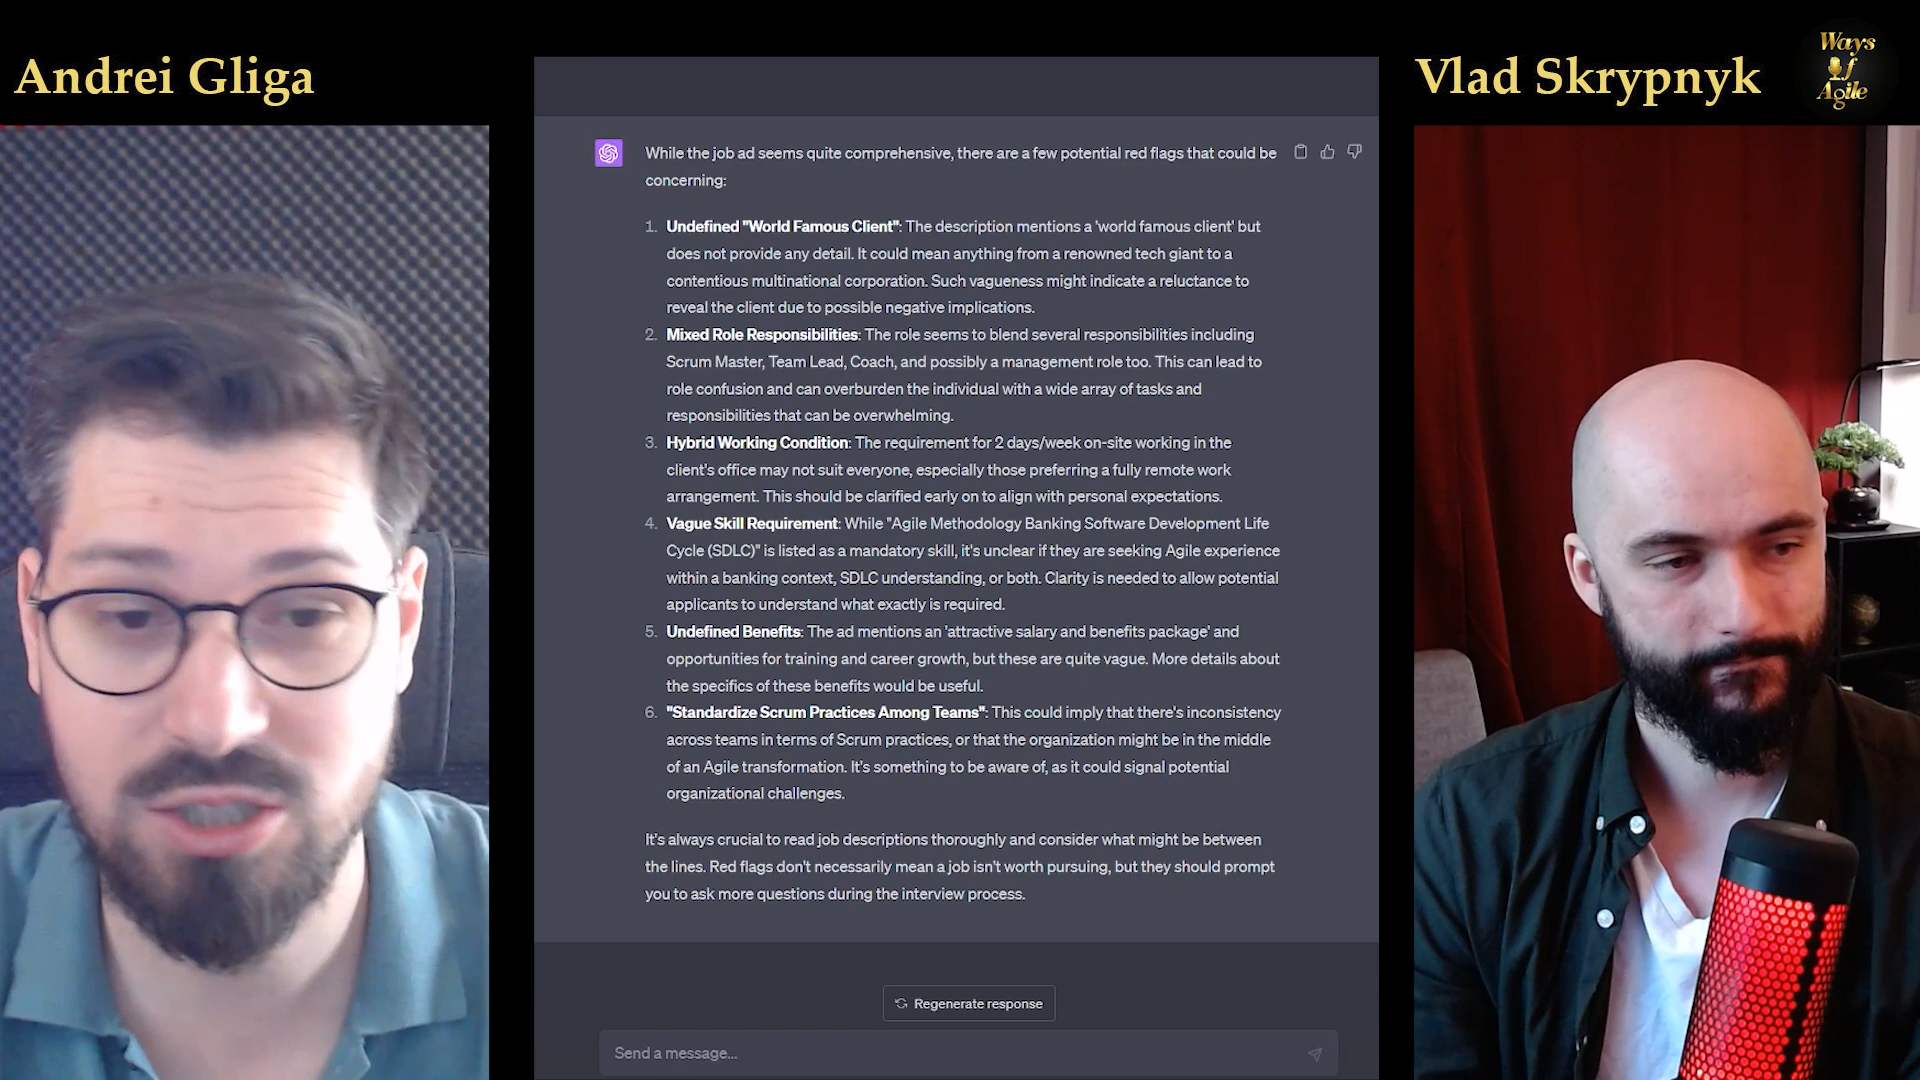 Andrei Gliga
Vlad Skrypnyk
Ways
of
Agile
While the job ad seems quite comprehensive, there are a few potential red flags that could be
concerning:
1. Undefined "World Famous Client": The description mentions a 'world famous client' but
does not provide any detail. It could mean anything from a renowned tech giant to a
contentious multinational corporation. Such vagueness might indicate a reluctance to
reveal the client due to possible negative implications.
2. Mixed Role Responsibilities: The role seems to blend several responsibilities including
Scrum Master, Team Lead, Coach, and possibly a management role too. This can lead to
role confusion and can overburden the individual with a wide array of tasks and
responsibilities that can be overwhelming.
3. Hybrid Working Condition: The requirement for 2 days/week on-site working in the
client's office may not suit everyone, especially those preferring a fully remote work
arrangement. This should be clarified early on to align with personal expectations.
4. Vague Skill Requirement: While "Agile Methodology Banking Software Development Life
Cycle (SDLC)" is listed as a mandatory skill, it's unclear if they are seeking Agile experience
within a banking context, SDLC understanding, or both. Clarity is needed to allow potential
applicants to understand what exactly is required.
5. Undefined Benefits: The ad mentions an 'attractive salary and benefits package' and
opportunities for training and career growth, but these are quite vague. More details about
the specifics of these benefits would be useful.
6. "Standardize Scrum Practices Among Teams": This could imply that there's inconsistency
across teams in terms of Scrum practices, or that the organization might be in the middle
of an Agile transformation. It's something to be aware of, as it could signal potential
organizational challenges.
It's always crucial to read job descriptions thoroughly and consider what might be between
the lines. Red flags don't necessarily mean a job isn't worth pursuing, but they should prompt
you to ask more questions during the interview process.
Regenerate response
Send a message...